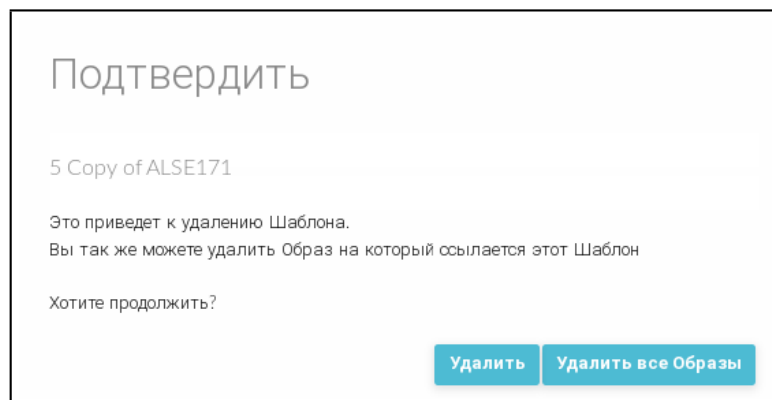 Подтвердить
5 Copy of ALSE171
Это приведет к удалению Шаблона.
Вы так же можете удалить Образ на который ссылается этот Шаблон
Хотите продолжить?
Удалить Удалить все Образы